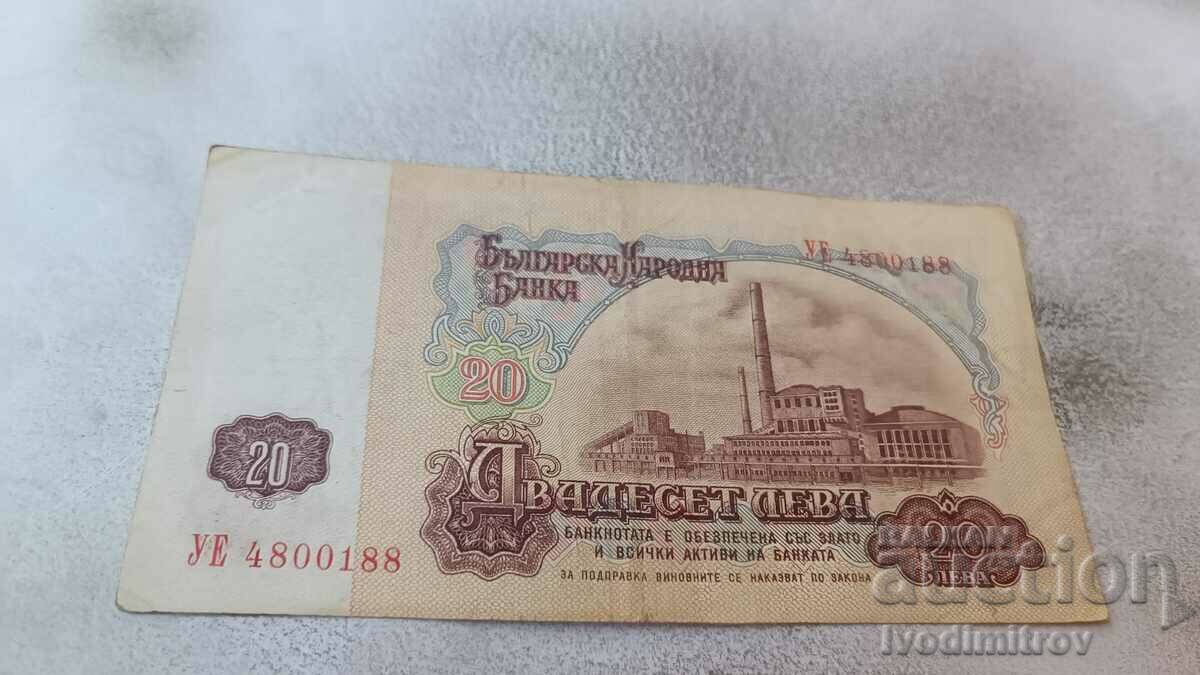 БЪЛГАРСКА НАРОДНА
БАНКА
УЕ 4800188
20
20
ДВАДЕСЕТ ЛЕВА
БАНКНОТАТА Е ОБЕЗПЕЧЕНА СЪС ЗЛАТО
И ВСИЧКИ АКТИВИ НА БАНКАТА
ЗА ПОДПРАВКА ВИНОВНИТЕ СЕ НАКАЗВАТ ПО ЗАКОНА
20
ЛЕВА
УЕ 4800188
auction
Ivodimitrov